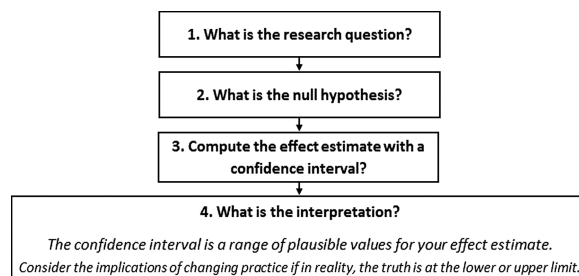 1. What is the research question?
2. What is the null hypothesis?
3. Compute the effect estimate with a
confidence interval?
4. What is the interpretation?
The confidence interval is a range of plausible values for your effect estimate.
Consider the implications of changing practice if in reality, the truth is at the lower or upper limit.